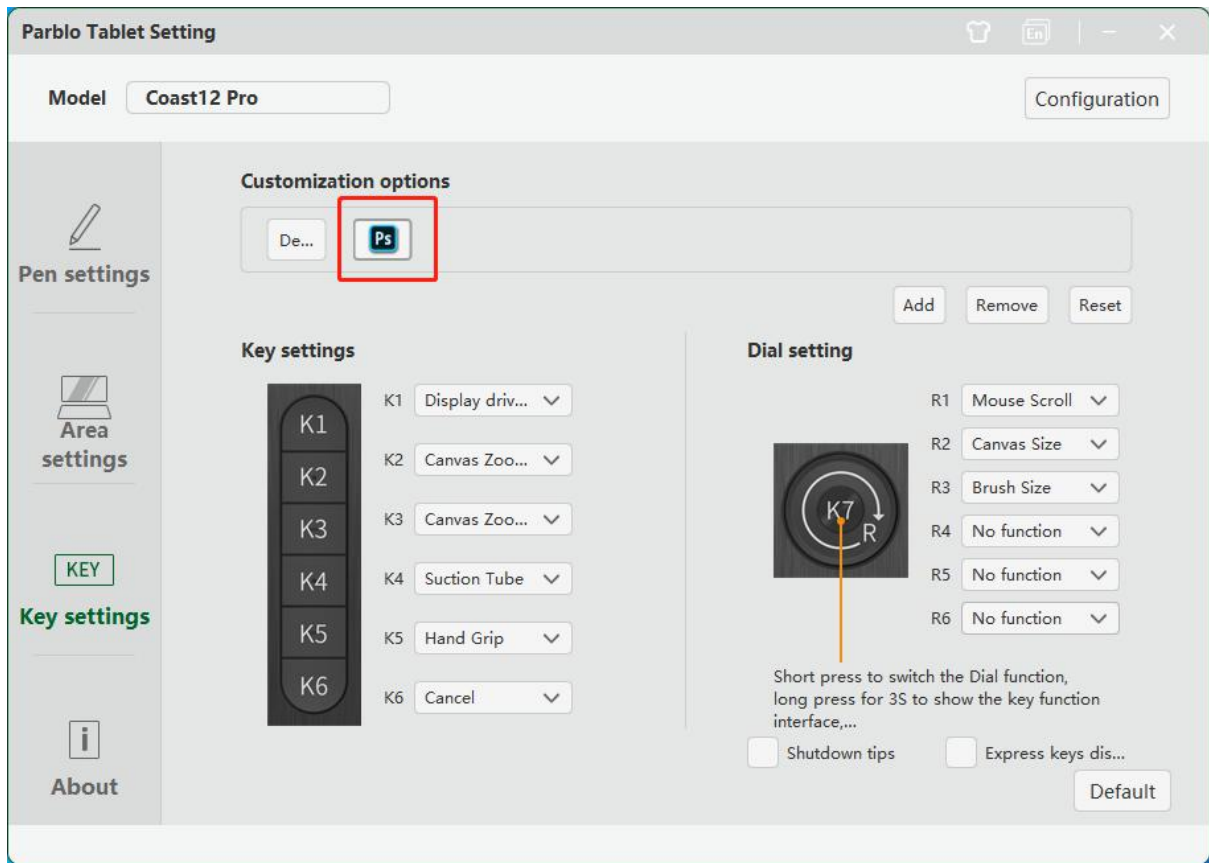 Parblo Tablet Setting
En
Model Coast12 Pro
Configuration
Customization options
De... Ps
Add Remove Reset
Pen settings
Area
settings
KEY
Key settings
i
About
Key settings
K1
K2
K3
K4
K5
K6
K1 Display driv...
K2 Canvas Zoo...
K3 Canvas Zoo...
K4 Suction Tube
K5 Hand Grip
K6 Cancel
Dial setting
K7
R
R1 Mouse Scroll
R2 Canvas Size
R3 Brush Size
R4 No function
R5 No function
R6 No function
Short press to switch the Dial function,
long press for 3S to show the key function
interface,...
Shutdown tips Express keys dis...
Default